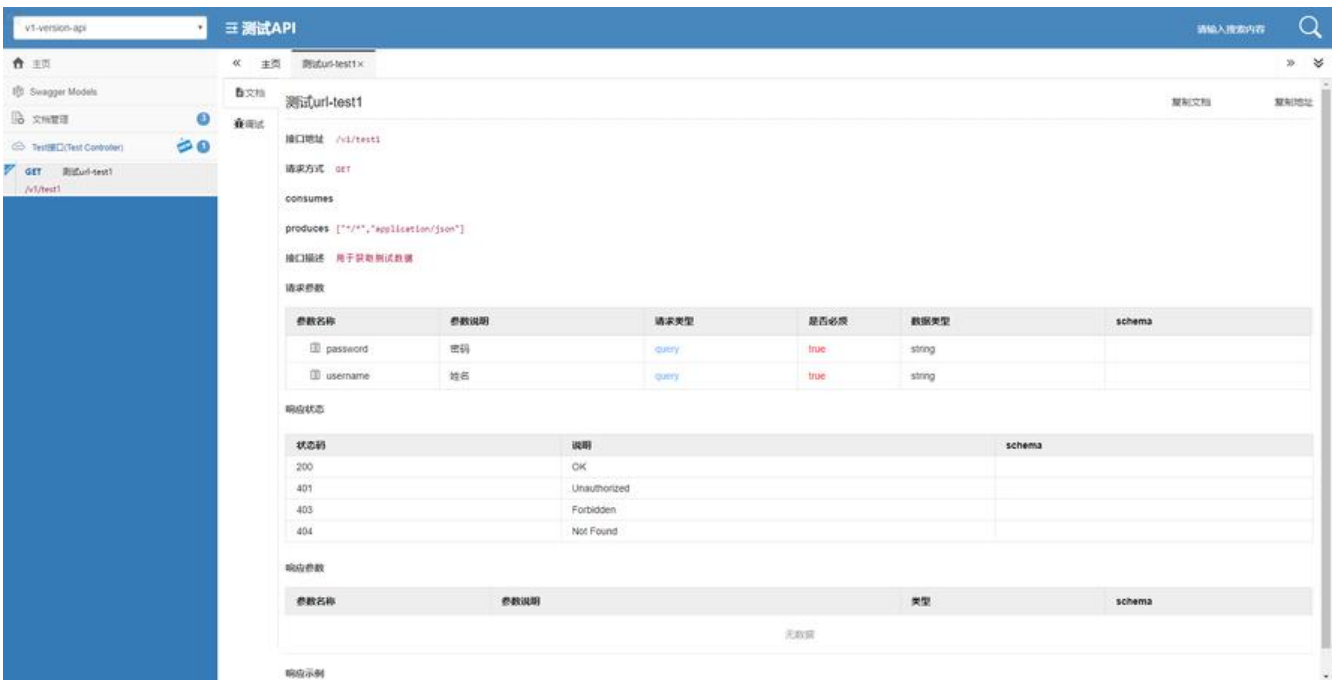 v1-version-api
测试API
请输入搜索内容
主页
主页
测试url-test1×
Swagger Models
文档
文档管理
3
调试
Test接口(Test Controller)
1
GET 测试url-test1
/v1/test1
测试url-test1
复制文档
复制地址
接口地址 /v1/test1
请求方式 GET
consumes
produces ["*/*","application/json"]
接口描述 用于获取测试数据
请求参数
参数名称 参数说明 请求类型 是否必须 数据类型 schema
password 密码 query true string
username 姓名 query true string
响应状态
状态码 说明 schema
200 OK
401 Unauthorized
403 Forbidden
404 Not Found
响应参数
参数名称 参数说明 类型 schema
无数据
响应示例